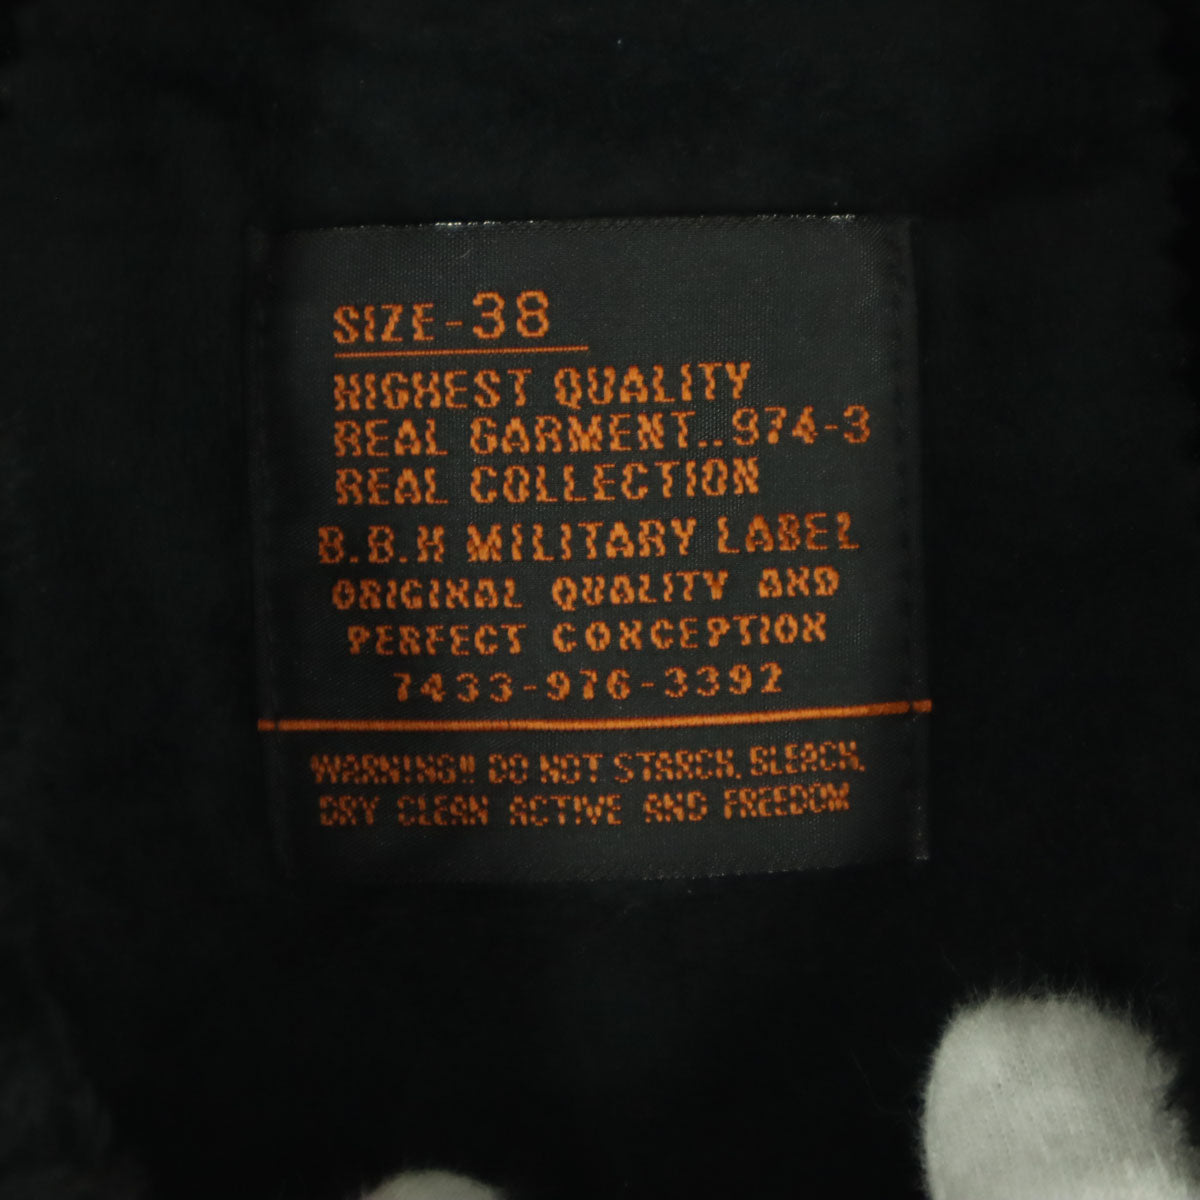 SIZE-38
HIGHEST QUALITY
REAL GARMENT..974-3
REAL COLLECTION
B.B.H MILITARY LABEL
ORIGINAL QUALITY AND
PERFECT CONCEPTION
7433-976-3392
WARNING!! DO NOT STARCH. BLEACH.
DRY CLEAN ACTIVE AND FREEDOM